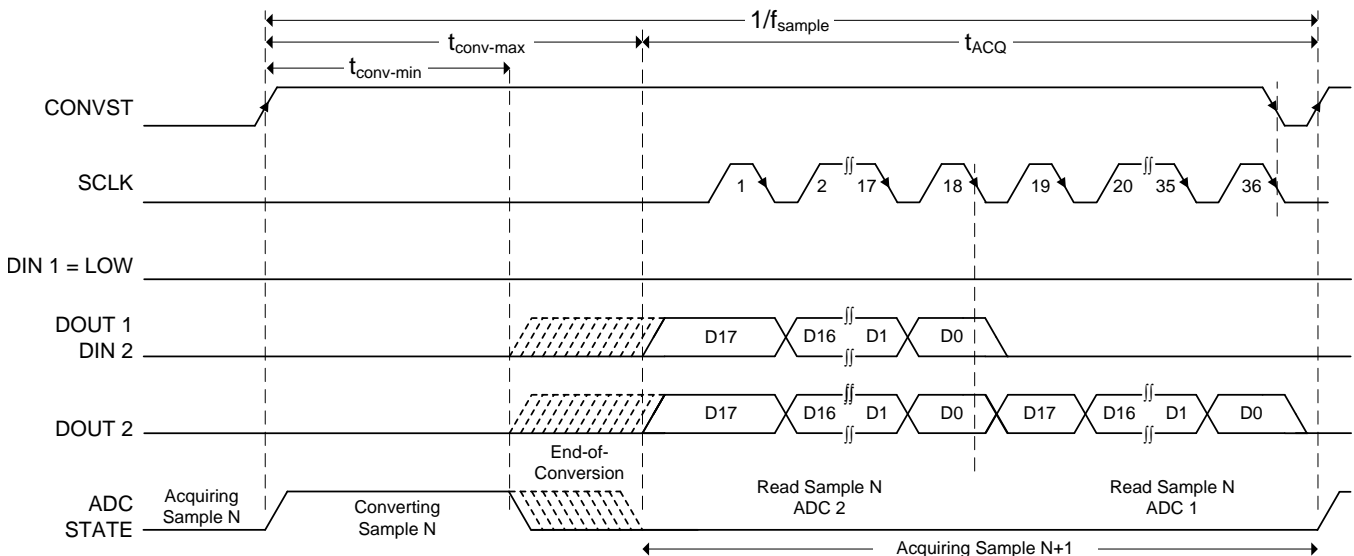 1/fsample
tconv-max
tACQ
tconv-min
CONVST
SCLK
1 2 ∫∫ 17 18 19 20 ∫∫ 35 36
DIN 1 = LOW
DOUT 1
DIN 2
D17 D16 ∫∫ D1 D0
∫∫
DOUT 2
D17 D16 ∫∫ D1 D0 D17 D16 ∫∫ D1 D0
∫∫ ∫∫
End-of-
Conversion
ADC
STATE
Acquiring
Sample N
Converting
Sample N
Read Sample N
ADC 2
Read Sample N
ADC 1
Acquiring Sample N+1